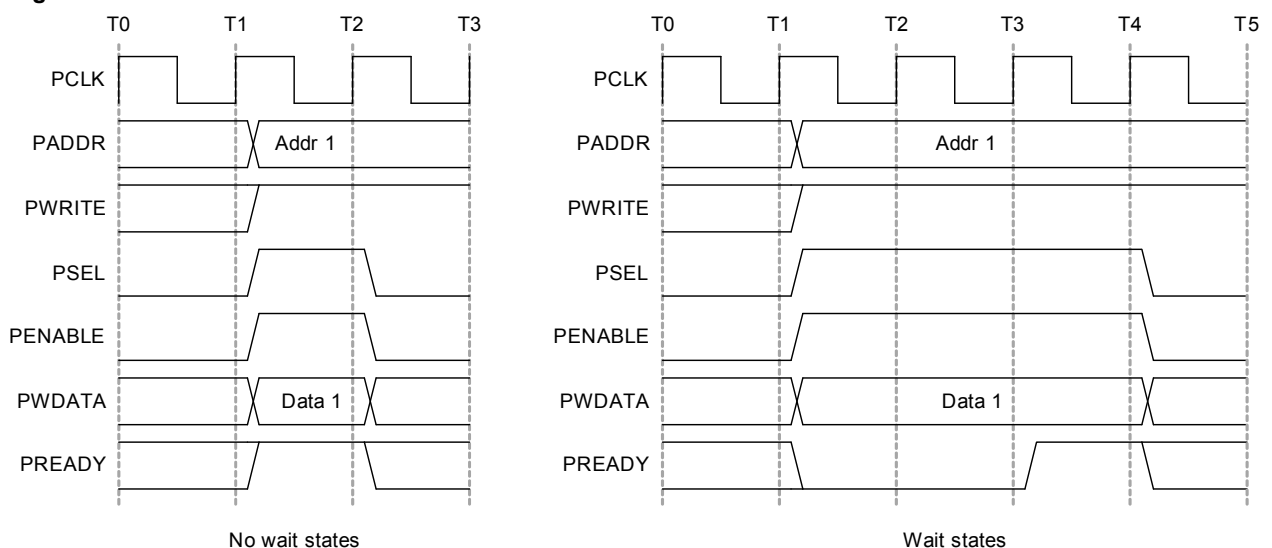 T0 T1 T2 T3 T0 T1 T2 T3 T4 T5
PCLK PCLK
PADDR Addr 1 PADDR Addr 1
PWRITE PWRITE
PSEL PSEL
PENABLE PENABLE
PWDATA Data 1 PWDATA Data 1
PREADY PREADY
No wait states Wait states